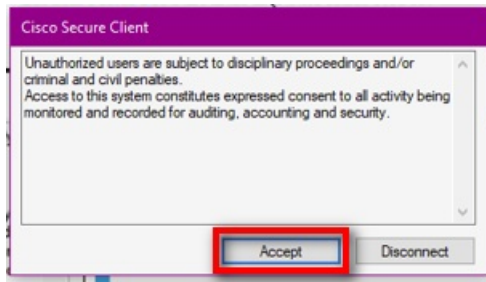 Cisco Secure Client
Unauthorized users are subject to disciplinary proceedings and/or
criminal and civil penalties.
Access to this system constitutes expressed consent to all activity being
monitored and recorded for auditing, accounting and security.
Accept Disconnect